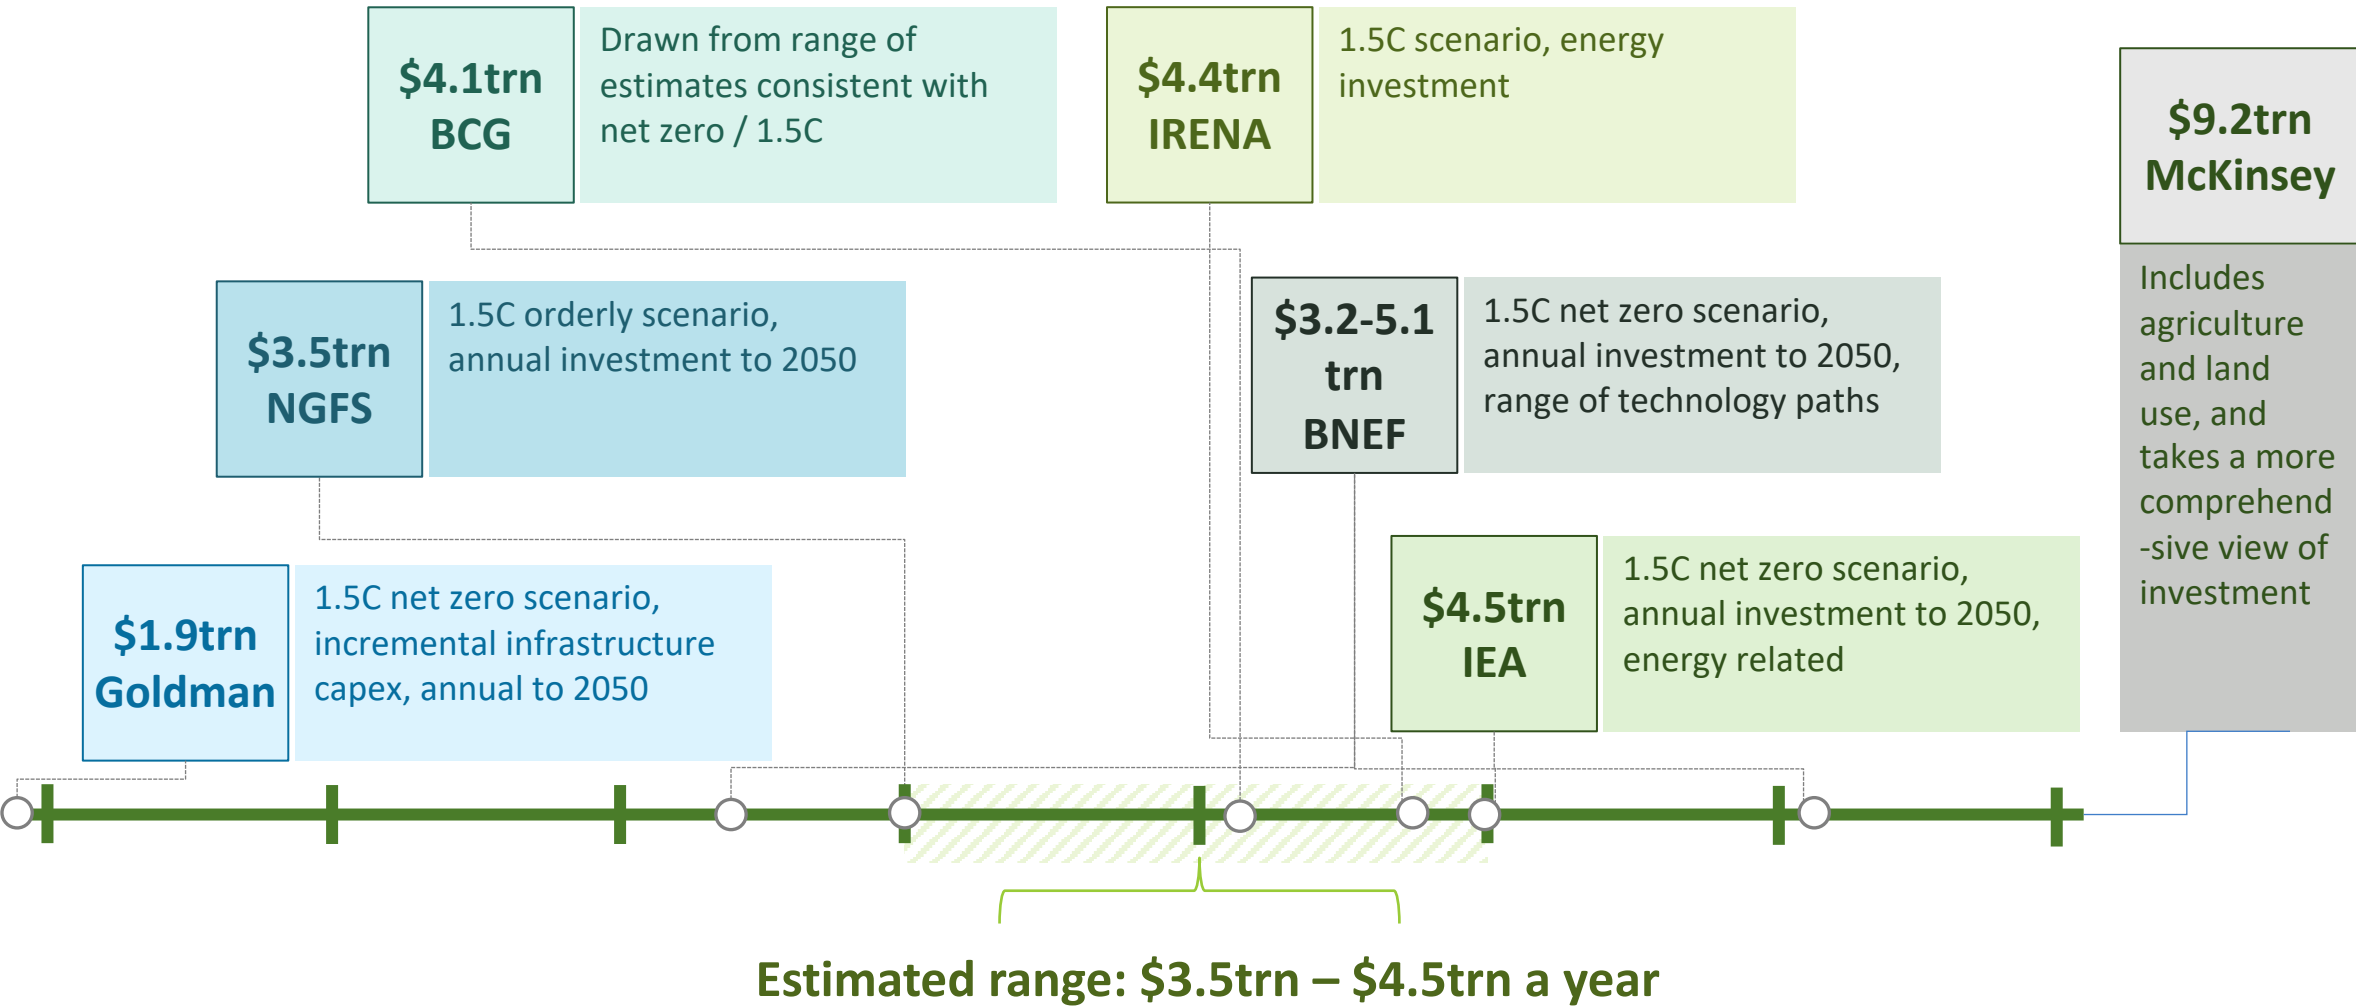 $4.1trn
BCG
Drawn from range of
estimates consistent with
net zero / 1.5C
$4.4trn
IRENA
1.5C scenario, energy
investment
$9.2trn
McKinsey
Includes
agriculture
and land
use, and
takes a more
comprehend
-sive view of
investment
$3.5trn
NGFS
1.5C orderly scenario,
annual investment to 2050
$3.2-5.1
trn
BNEF
1.5C net zero scenario,
annual investment to 2050,
range of technology paths
$1.9trn
Goldman
1.5C net zero scenario,
incremental infrastructure
capex, annual to 2050
$4.5trn
IEA
1.5C net zero scenario,
annual investment to 2050,
energy related
Estimated range: $3.5trn – $4.5trn a year